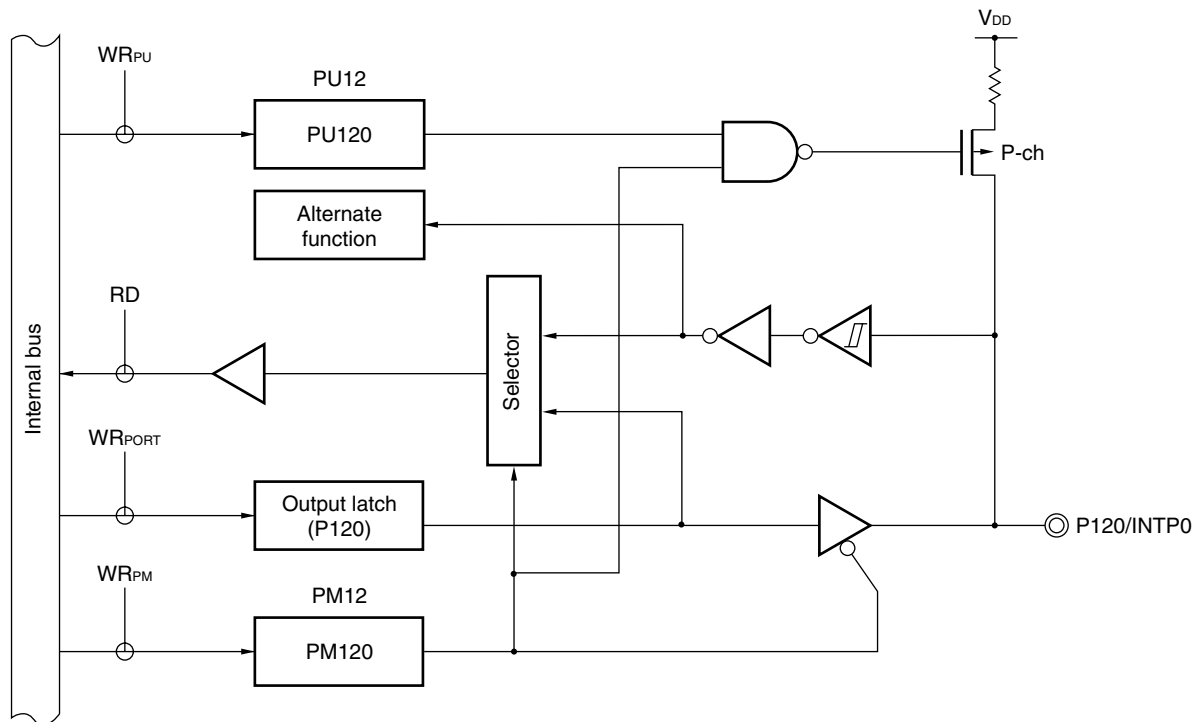 VDD
WRPU
PU12
PU120
P-ch
Alternate
function
RD
Selector
Internal bus
WRPORT
Output latch
(P120)
P120/INTP0
WRPM
PM12
PM120